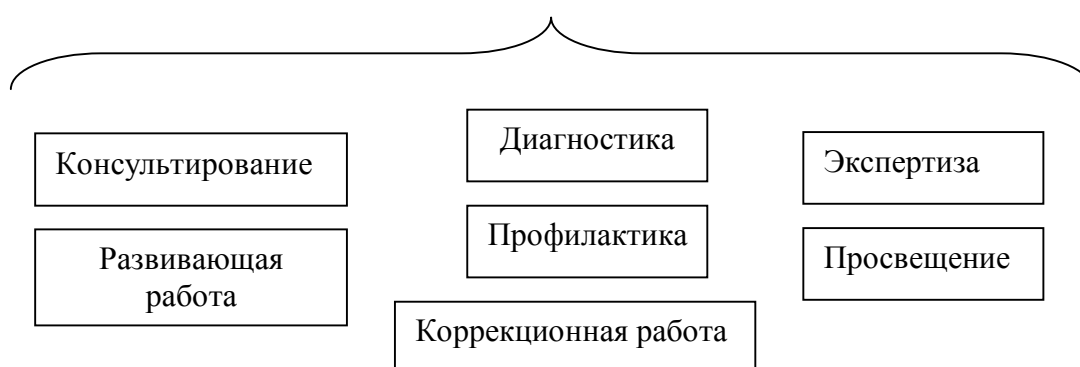 Диагностика
Консультирование
Экспертиза
Профилактика
Развивающая
работа
Просвещение
Коррекционная работа